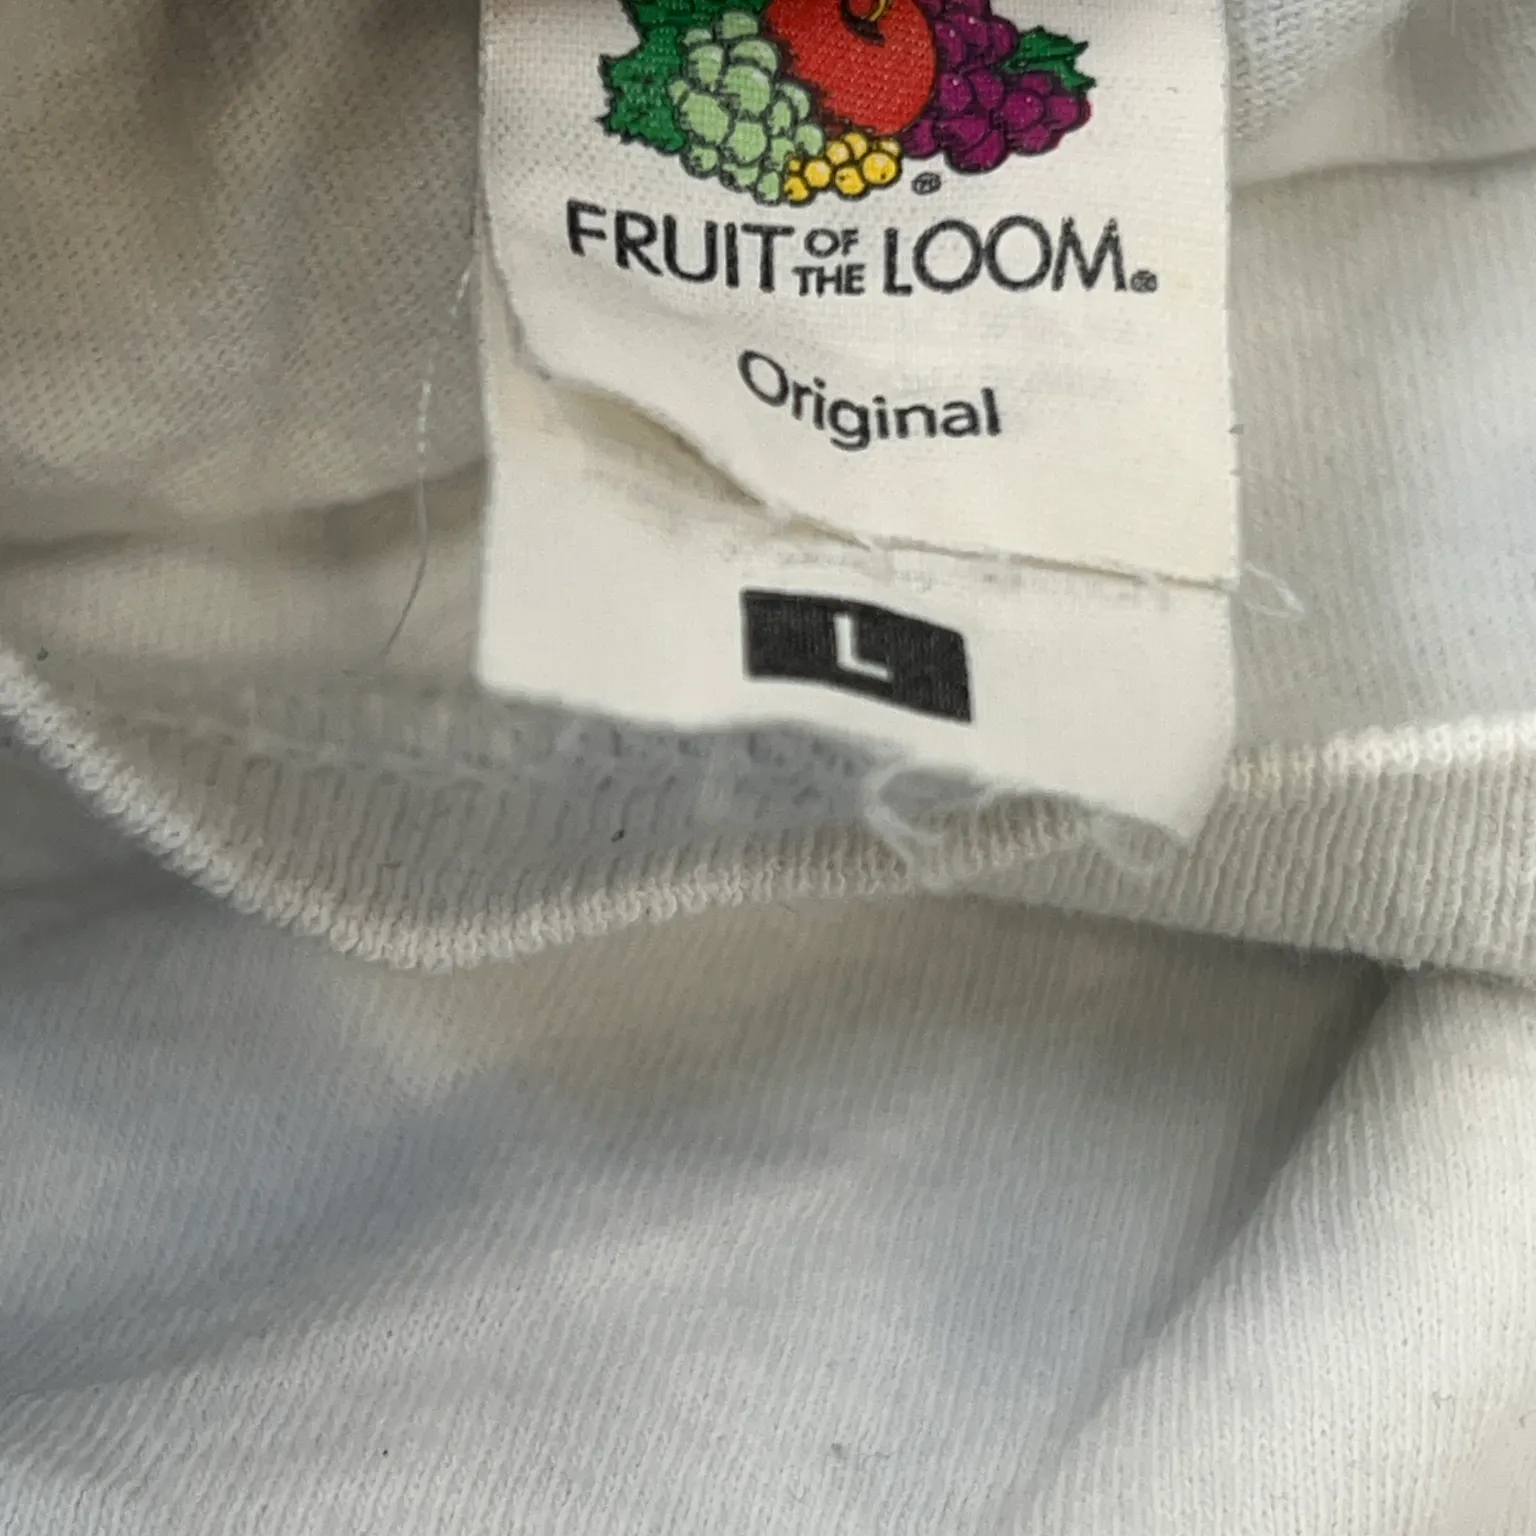 ®
FRUIT OF THE LOOM®
Original
L